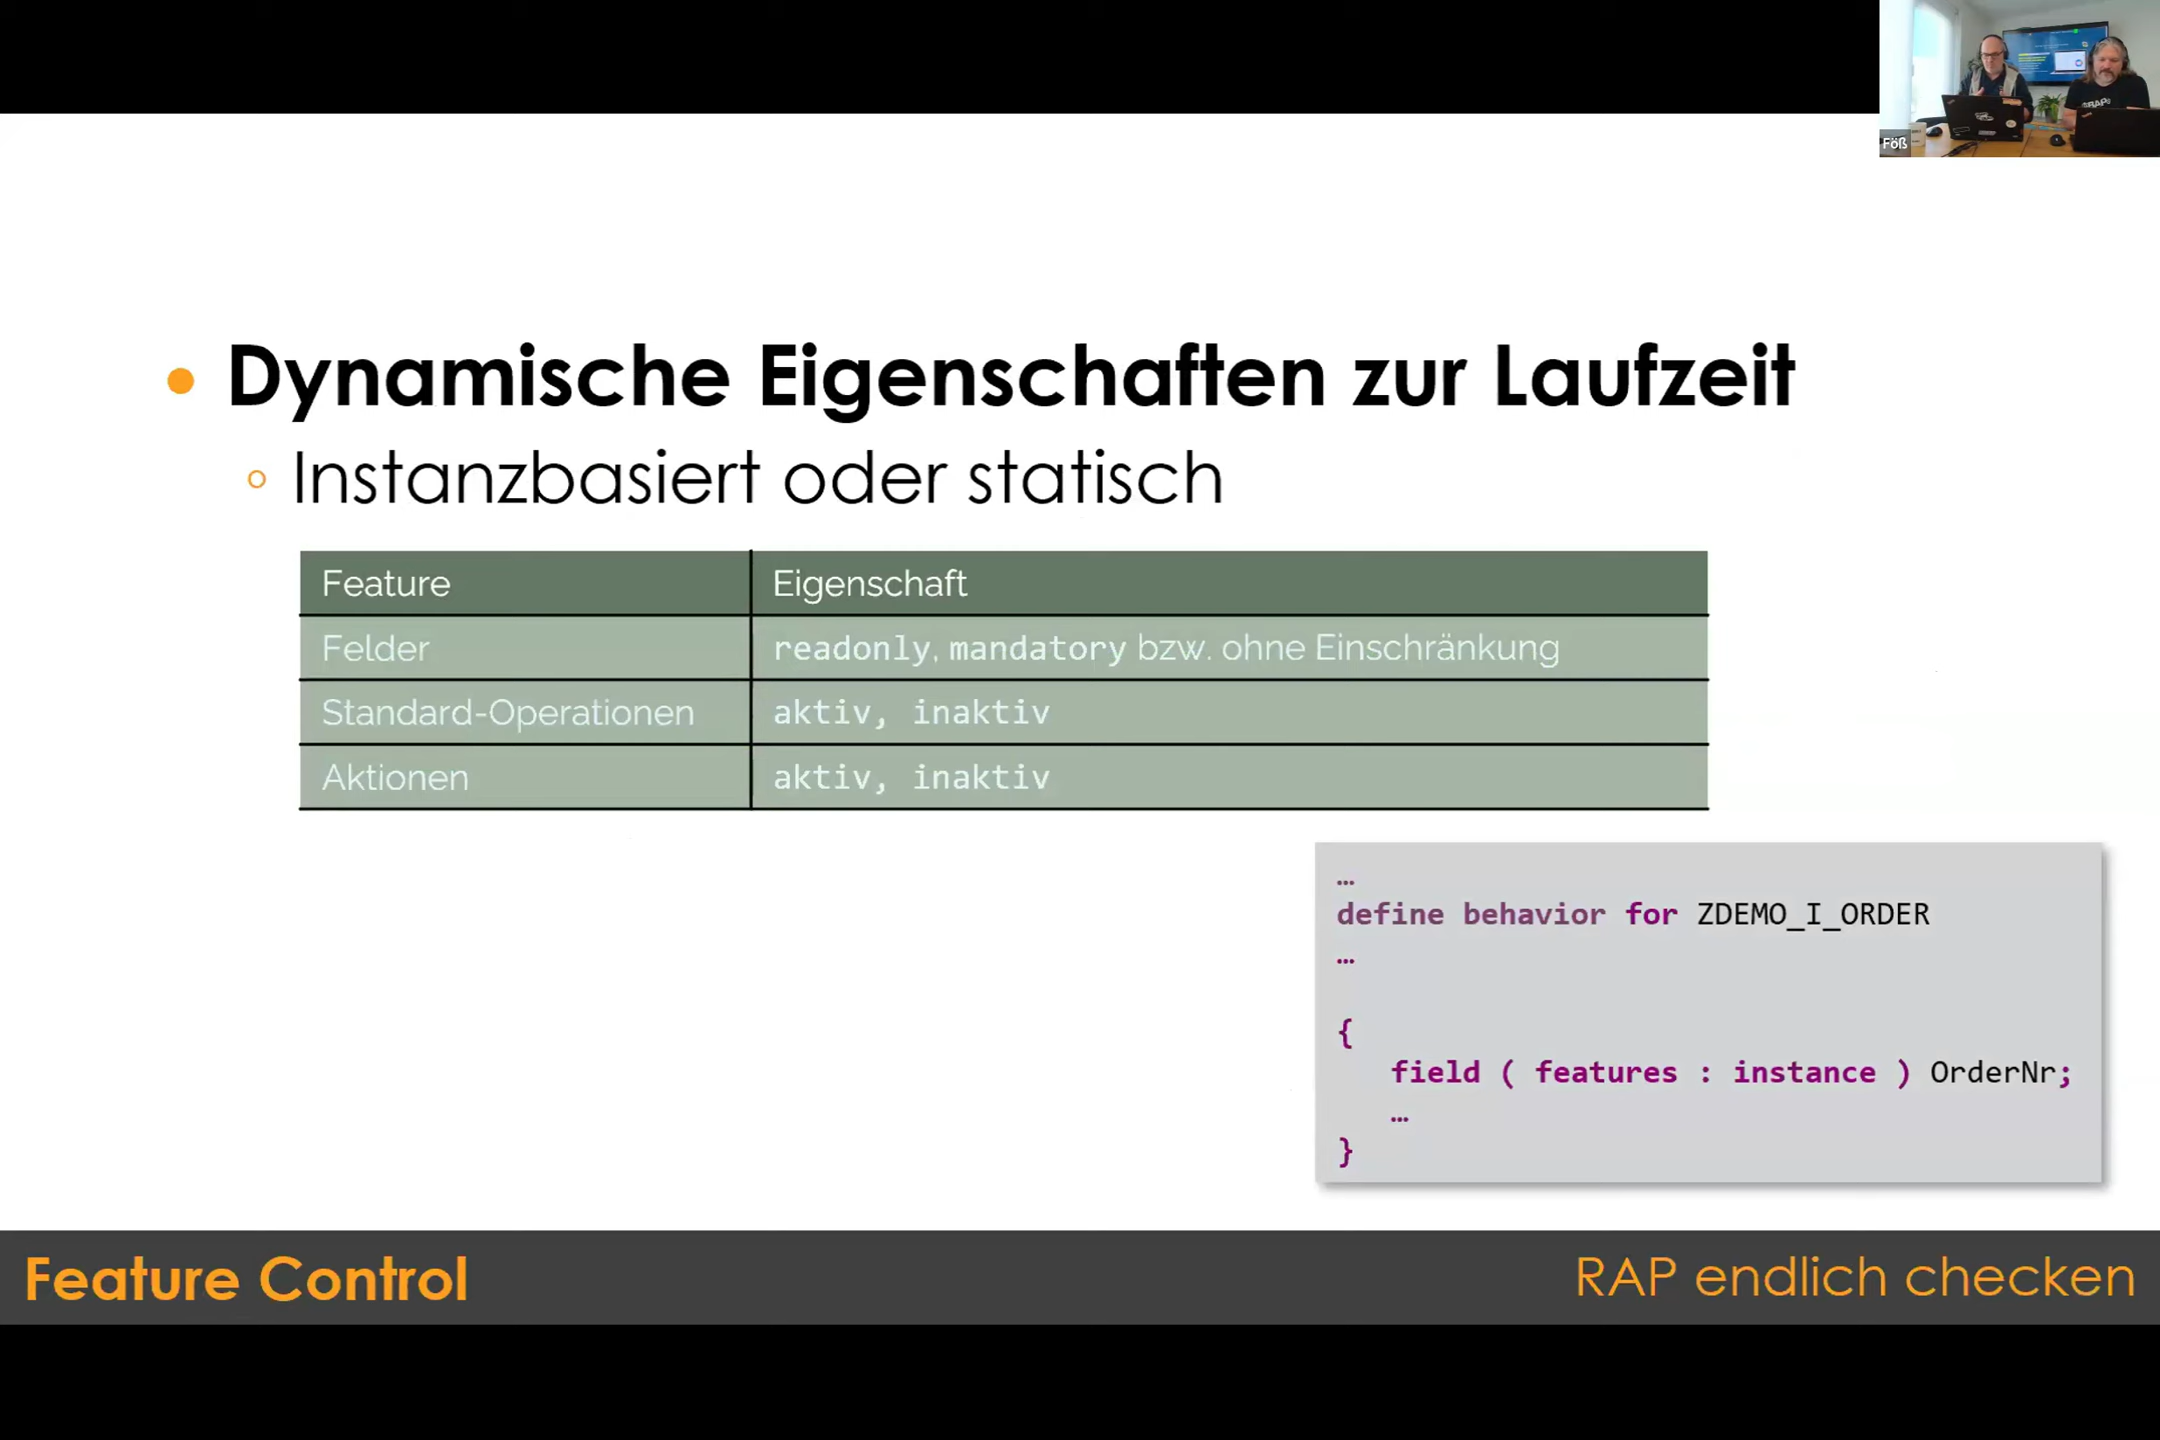 Föß
• Dynamische Eigenschaften zur Laufzeit
◦ Instanzbasiert oder statisch
Feature Eigenschaft
Felder readonly, mandatory bzw. ohne Einschränkung
Standard-Operationen aktiv, inaktiv
Aktionen aktiv, inaktiv
…
define behavior for ZDEMO_I_ORDER
…
{
field ( features : instance ) OrderNr;
…
}
Feature Control
RAP endlich checken